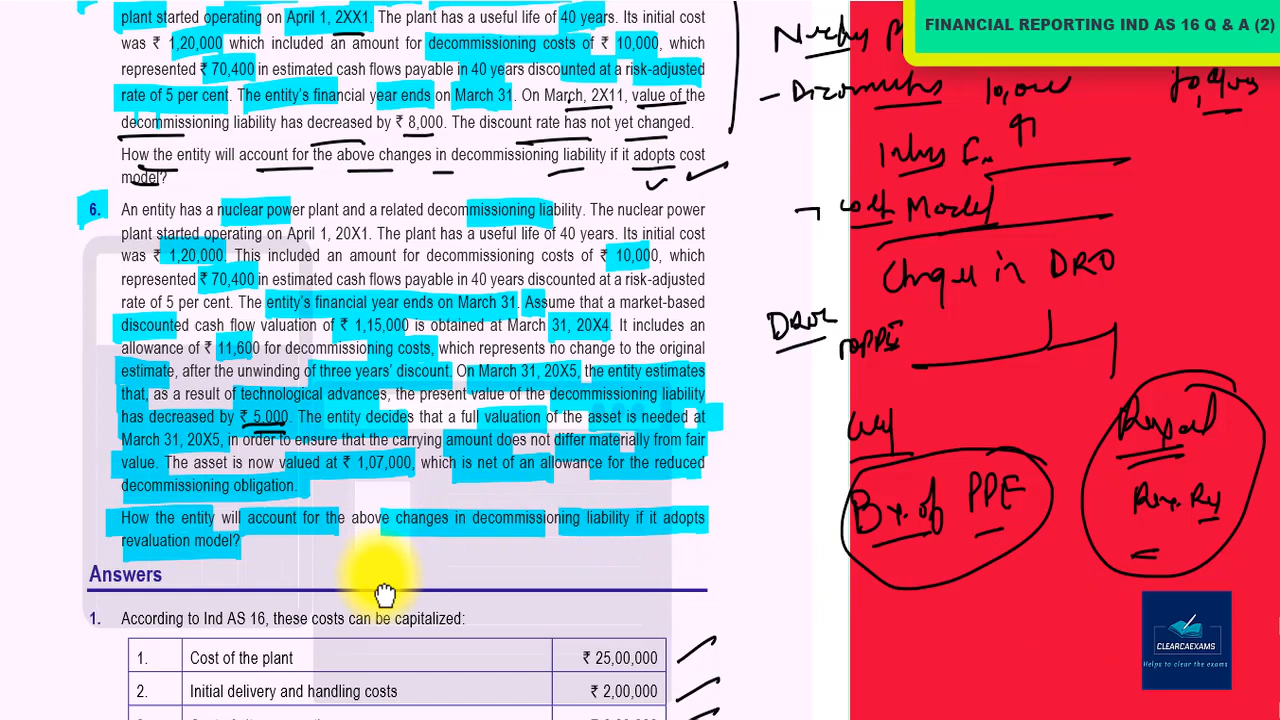 plant started operating on April 1, 2XX1. The plant has a useful life of 40 years. Its initial cost
was ₹ 1,20,000 which included an amount for decommissioning costs of ₹ 10,000, which
represented ₹ 70,400 in estimated cash flows payable in 40 years discounted at a risk-adjusted
rate of 5 per cent. The entity's financial year ends on March 31. On March, 2X11, value of the
decommissioning liability has decreased by ₹ 8,000. The discount rate has not yet changed.
How the entity will account for the above changes in decommissioning liability if it adopts cost
model?
6. An entity has a nuclear power plant and a related decommissioning liability. The nuclear power
plant started operating on April 1, 20X1. The plant has a useful life of 40 years. Its initial cost
was ₹ 1,20,000. This included an amount for decommissioning costs of ₹ 10,000, which
represented ₹ 70,400 in estimated cash flows payable in 40 years discounted at a risk-adjusted
rate of 5 per cent. The entity's financial year ends on March 31. Assume that a market-based
discounted cash flow valuation of ₹ 1,15,000 is obtained at March 31, 20X4. It includes an
allowance of ₹ 11,600 for decommissioning costs, which represents no change to the original
estimate, after the unwinding of three years' discount. On March 31, 20X5, the entity estimates
that, as a result of technological advances, the present value of the decommissioning liability
has decreased by ₹ 5,000. The entity decides that a full valuation of the asset is needed at
March 31, 20X5, in order to ensure that the carrying amount does not differ materially from fair
value. The asset is now valued at ₹ 1,07,000, which is net of an allowance for the reduced
decommissioning obligation.
How the entity will account for the above changes in decommissioning liability if it adopts
revaluation model?
Answers
1. According to Ind AS 16, these costs can be capitalized:
1. Cost of the plant ₹ 25,00,000
2. Initial delivery and handling costs ₹ 2,00,000
FINANCIAL REPORTING IND AS 16 Q & A (2)
10,000
Model
Change in DRO
of PPE
CLEARCAEXAMS
Helps to clear the exams